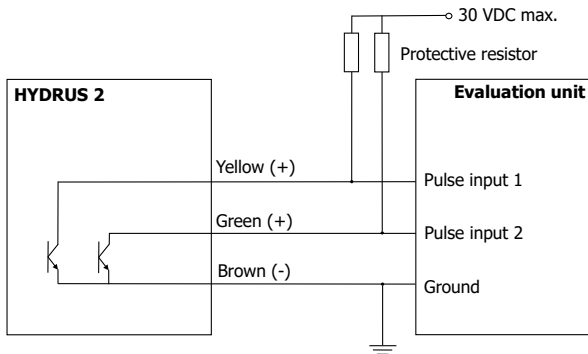 30 VDC max.
Protective resistor
HYDRUS 2
Evaluation unit
Yellow (+)
Pulse input 1
Green (+)
Pulse input 2
Brown (-)
Ground